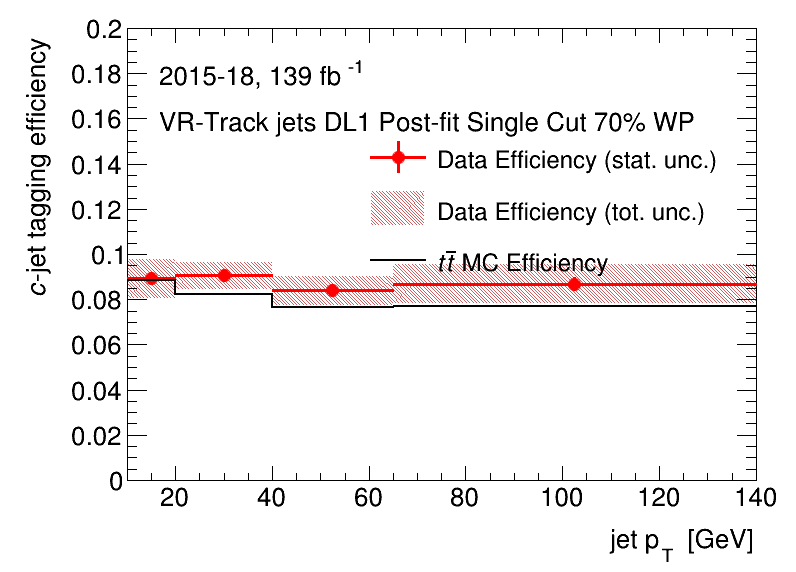 0.2
0.18
0.16
0.14
0.12
0.1
0.08
0.06
0.04
0.02
0
c-jet tagging efficiency
2015-18, 139 fb⁻¹
VR-Track jets DL1 Post-fit Single Cut 70% WP
Data Efficiency (stat. unc.)
Data Efficiency (tot. unc.)
tt̄ MC Efficiency
20 40 60 80 100 120 140
jet p_T [GeV]